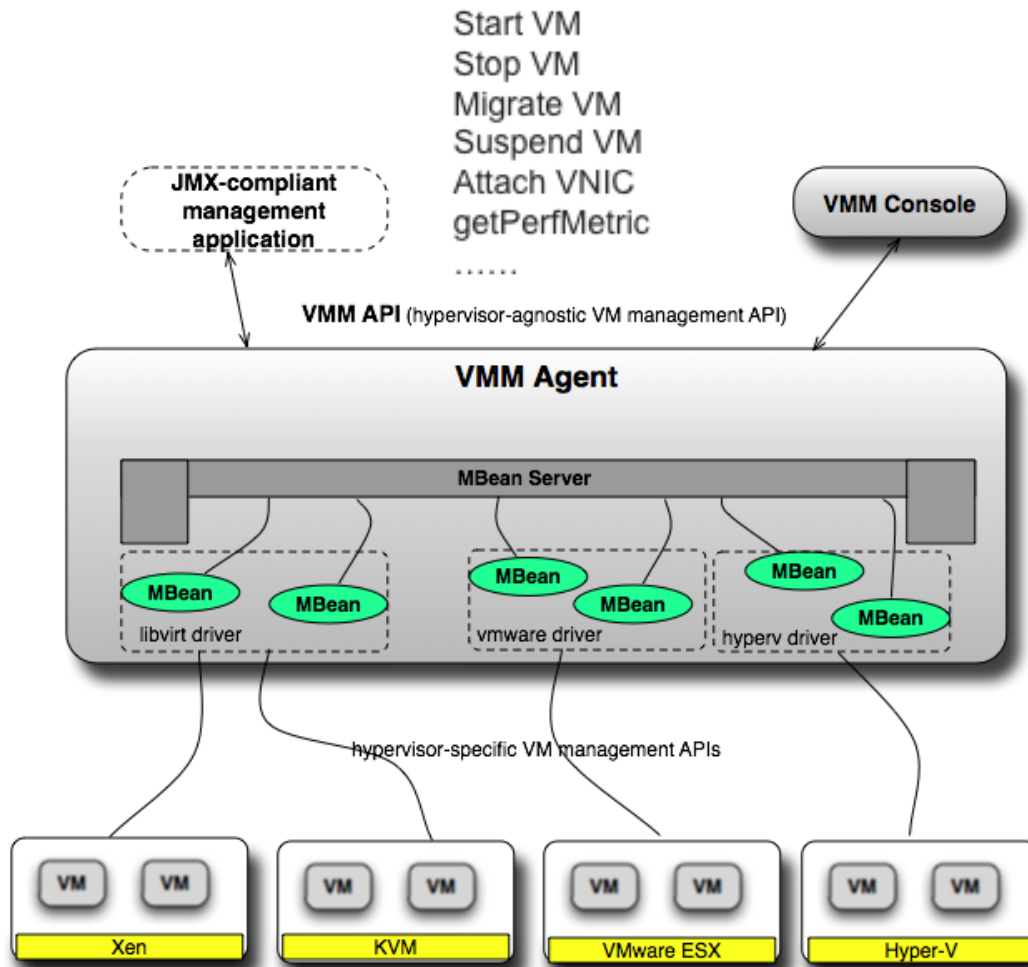 Start VM
Stop VM
Migrate VM
Suspend VM
Attach VNIC
getPerfMetric
......
JMX-compliant
management
application
VMM Console
VMM API (hypervisor-agnostic VM management API)
VMM Agent
MBean Server
MBean
MBean
MBean
MBean
MBean
MBean
libvirt driver
vmware driver
hyperv driver
hypervisor-specific VM management APIs
VM
VM
VM
VM
VM
VM
VM
VM
Xen
KVM
VMware ESX
Hyper-V